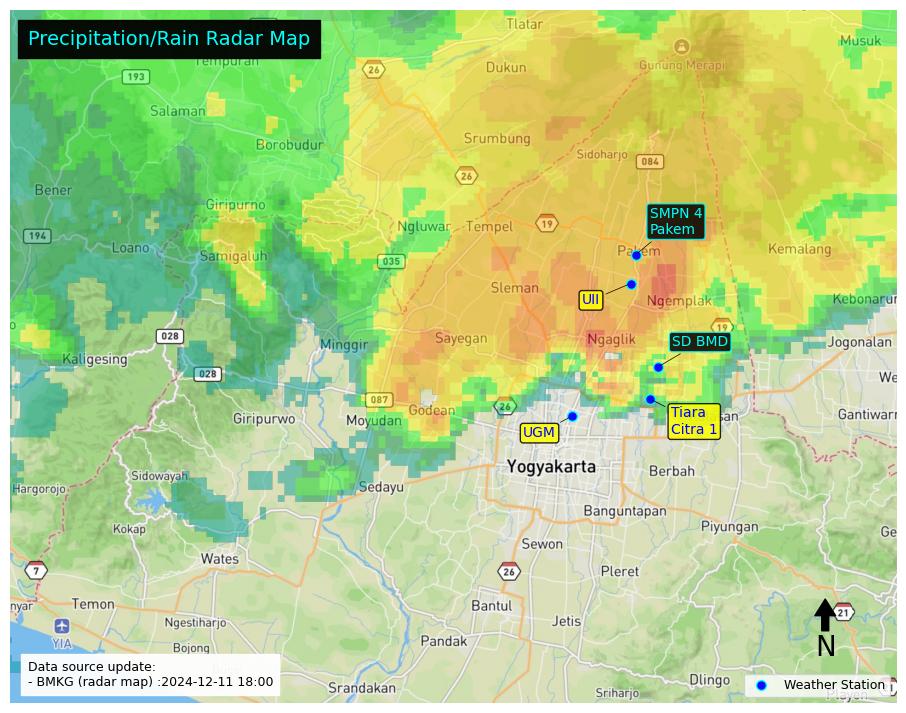 Precipitation/Rain Radar Map
Tlatar
Musuk
Tempuran
26
Dukun
Gunung Merapi
193
Salaman
Srumbung
Borobudur
Sidoharjo
084
26
Bener
Giripurno
SMPN 4
Pakem
194
Loano
Samigaluh
Ngluwar
Tempel
19
Pakem
Kemalang
035
Sleman
UII
Ngemplak
Kebonarun
028
Minggir
Sayegan
Ngaglik
19
SD BMD
Jogonalan
Kaligesing
028
We
087
Godean
26
Tiara
Citra 1
an
Gantiwarn
Giripurwo
Moyudan
UGM
Yogyakarta
Berbah
Hargorojo
Sidowayah
Sedayu
Banguntapan
Kokap
Piyungan
Ge
Wates
Sewon
7
26
Pleret
nyar
Temon
Bantul
21
Ngestiharjo
Jetis
YIA
Bojong
Pandak
N
Data source update:
- BMKG (radar map) :2024-12-11 18:00
Srandakan
Dlingo
Sriharjo
Weather Station
Playen